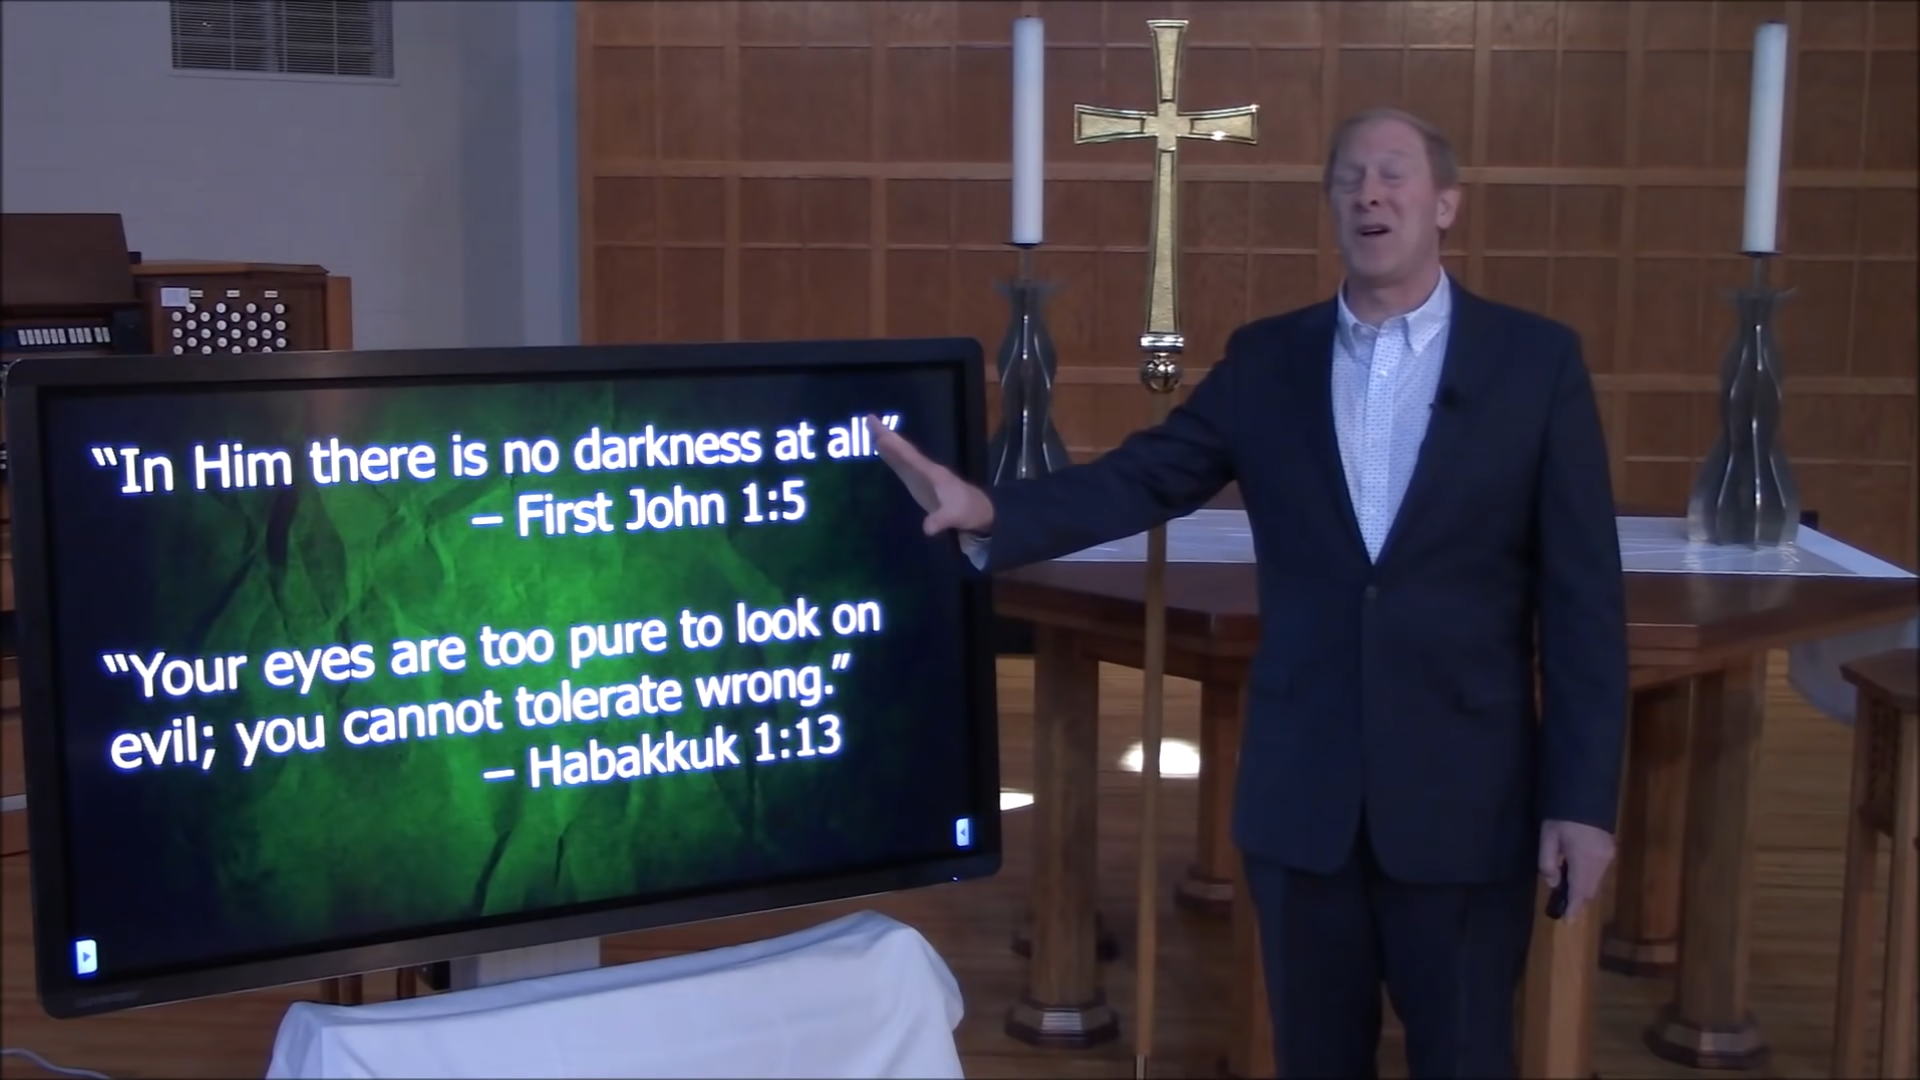 “In Him there is no darkness at all.”
– First John 1:5
“Your eyes are too pure to look on
evil; you cannot tolerate wrong.”
– Habakkuk 1:13